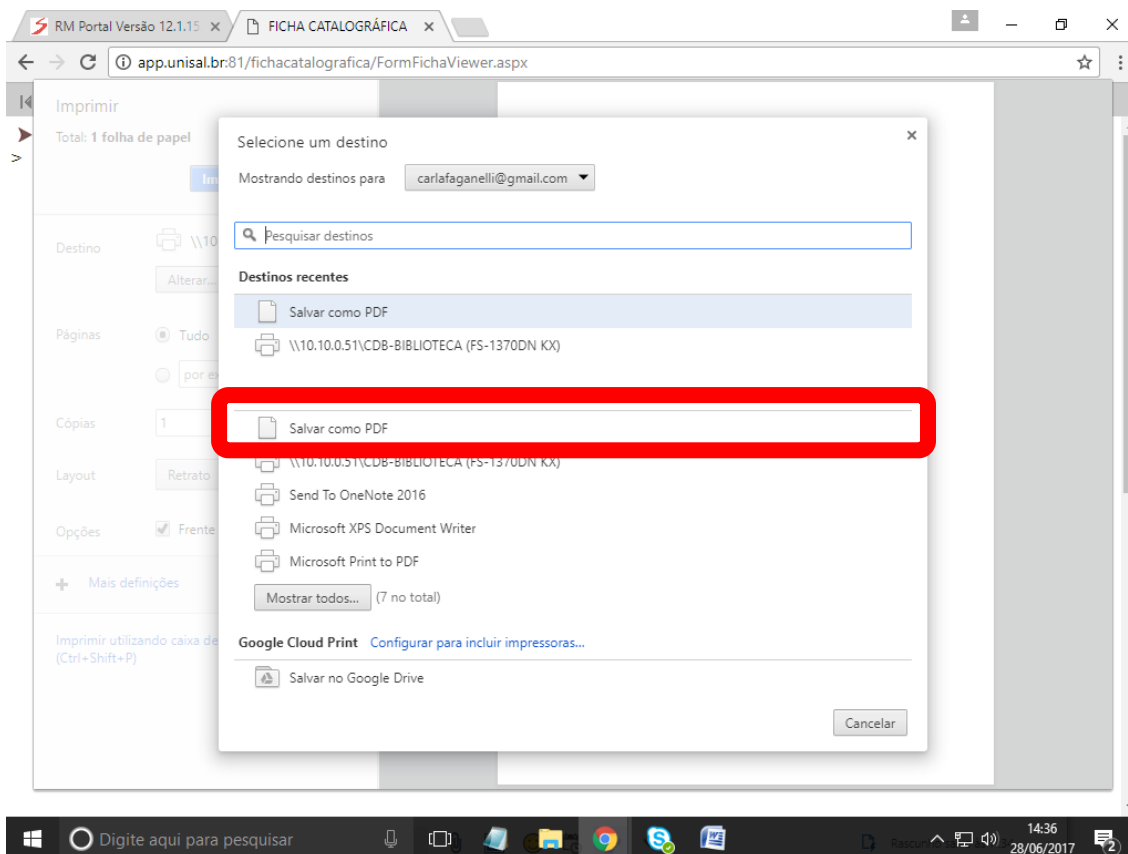 RM Portal Versão 12.1.15
FICHA CATALOGRÁFICA
app.unisal.br:81/fichacatalografica/FormFichaViewer.aspx
Imprimir
Total: 1 folha de papel
Im
Destino \\10
Alterar...
Páginas Tudo
por ex
Cópias 1
Layout Retrato
Opções Frente
Mais definições
Imprimir utilizando caixa de
(Ctrl+Shift+P)
Selecione um destino
Mostrando destinos para carlafaganelli@gmail.com
Pesquisar destinos
Destinos recentes
Salvar como PDF
\\10.10.0.51\CDB-BIBLIOTECA (FS-1370DN KX)
Salvar como PDF
\\10.10.0.51\CDB-BIBLIOTECA (FS-1370DN KX)
Send To OneNote 2016
Microsoft XPS Document Writer
Microsoft Print to PDF
Mostrar todos... (7 no total)
Google Cloud Print Configurar para incluir impressoras...
Salvar no Google Drive
Cancelar
Digite aqui para pesquisar
14:36
28/06/2017
2